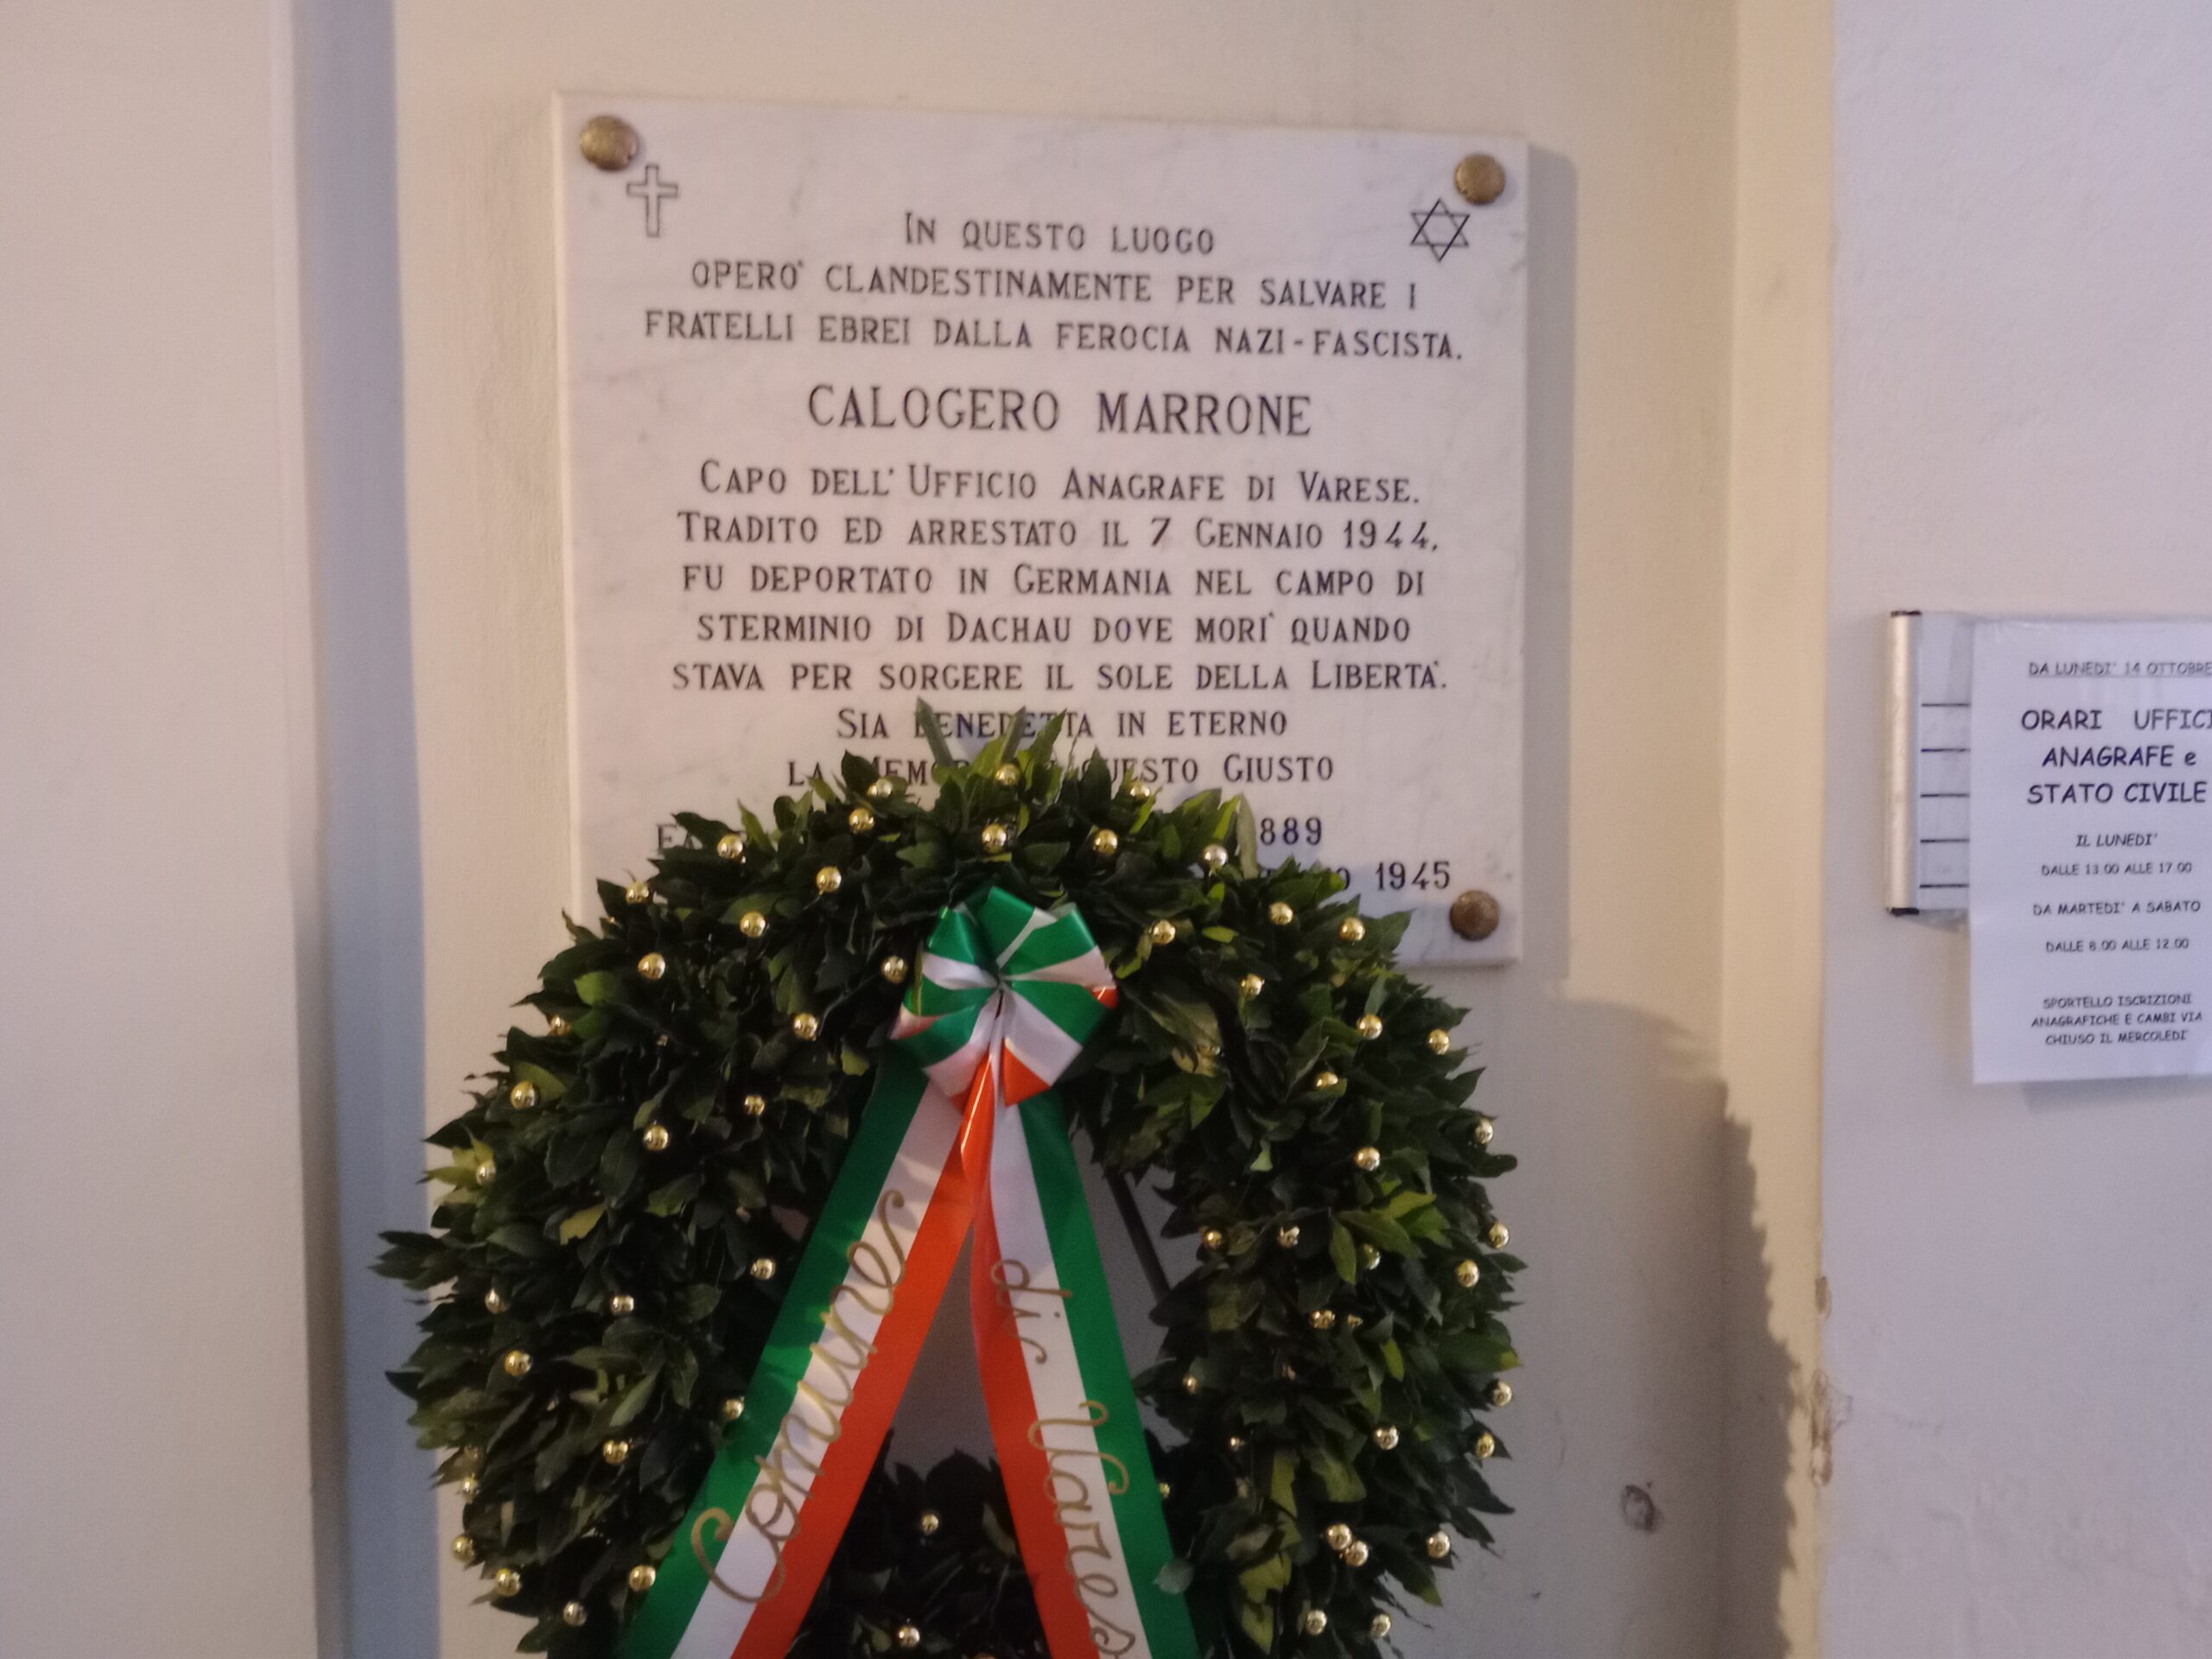 In questo luogo
opero' clandestinamente per salvare i
fratelli ebrei dalla ferocia nazi-fascista.
CALOGERO MARRONE
Capo dell'Ufficio Anagrafe di Varese.
Tradito ed arrestato il 7 Gennaio 1944,
fu deportato in Germania nel campo di
sterminio di Dachau dove mori' quando
stava per sorgere il sole della Liberta'.
Sia benedetta in eterno
la questo Giusto
1945
Comune di Varese
DA LUNEDI' 14 OTTOBRE
ORARI
ANAGRAFE e
STATO CIVILE
IL LUNEDI'
DALLE 13.00 ALLE 17.00
DA MARTEDI' A SABATO
DALLE 8.00 ALLE 12.00
SPORTELLO ISCRIZIONI
ANAGRAFICHE E CAMBI VIA
CHIUSO IL MERCOLEDI'